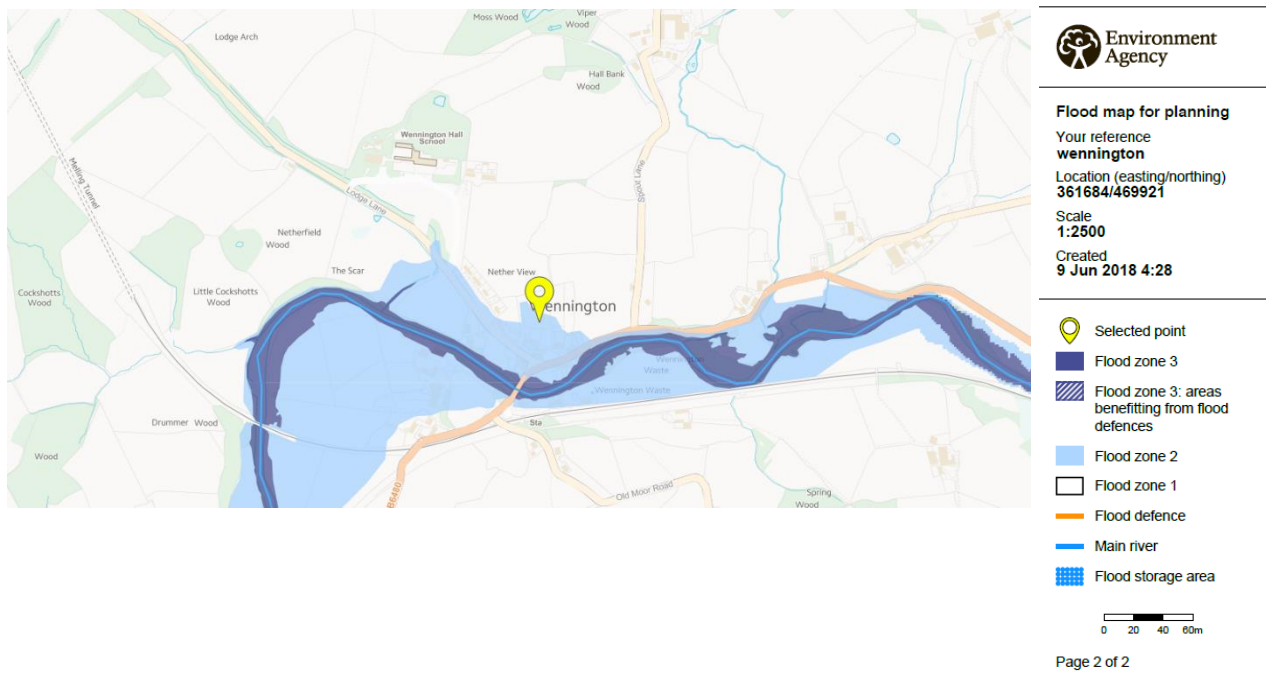 Moss Wood
Viper
Wood
Lodge Arch
Hall Bank
Wood
Wennington Hall
School
Melling Tunnel
Lodge Lane
Spout Lane
Netherfield
Wood
The Scar
Nether View
Cockshotts
Wood
Little Cockshotts
Wood
Wennington
Wennington
Waste
Wennington Waste
Drummer Wood
Sta
Wood
B6480
Old Moor Road
Spring
Wood
Environment
Agency
Flood map for planning
Your reference
wennington
Location (easting/northing)
361684/469921
Scale
1:2500
Created
9 Jun 2018 4:28
Selected point
Flood zone 3
Flood zone 3: areas
benefitting from flood
defences
Flood zone 2
Flood zone 1
Flood defence
Main river
Flood storage area
0 20 40 60m
Page 2 of 2